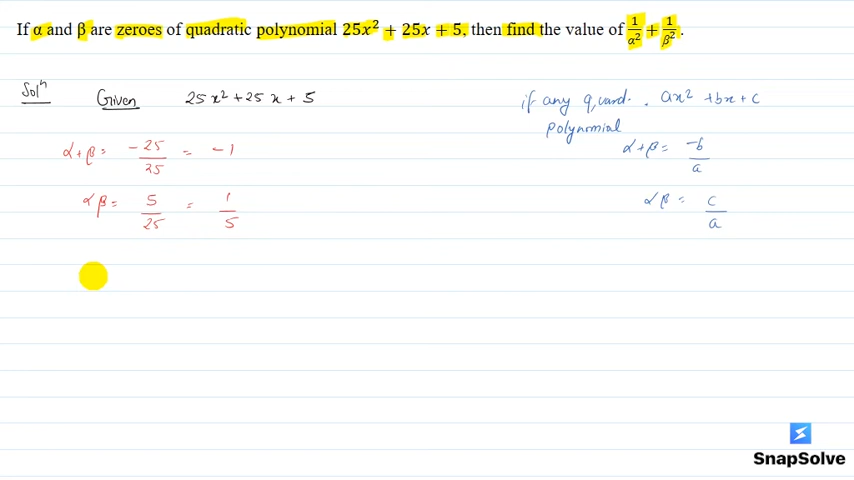 If α and β are zeroes of quadratic polynomial 25x² + 25x + 5, then find the value of 1/α² + 1/β².
Solⁿ
Given 25x² + 25x + 5
if any quad. ax² + bx + c
polynomial
α+β = -25/25 = -1
α+β = -b/a
αβ = 5/25 = 1/5
αβ = c/a
SnapSolve